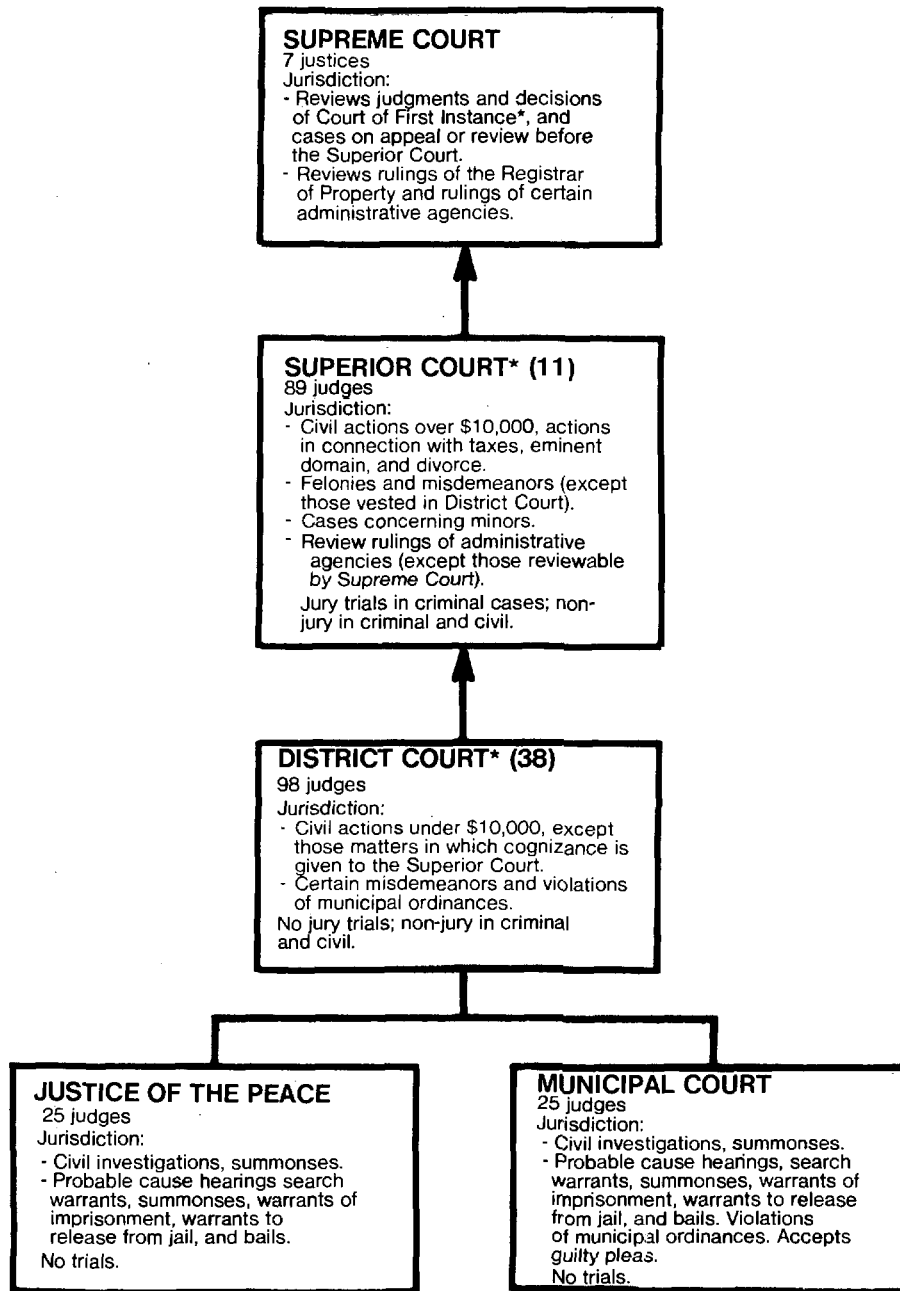 SUPREME COURT
7 justices
Jurisdiction:
- Reviews judgments and decisions
of Court of First Instance*, and
cases on appeal or review before
the Superior Court.
- Reviews rulings of the Registrar
of Property and rulings of certain
administrative agencies.
SUPERIOR COURT* (11)
89 judges
Jurisdiction:
- Civil actions over $10,000, actions
in connection with taxes, eminent
domain, and divorce.
- Felonies and misdemeanors (except
those vested in District Court).
- Cases concerning minors.
- Review rulings of administrative
agencies (except those reviewable
by Supreme Court).
Jury trials in criminal cases; non-
jury in criminal and civil.
DISTRICT COURT* (38)
98 judges
Jurisdiction:
- Civil actions under $10,000, except
those matters in which cognizance is
given to the Superior Court.
- Certain misdemeanors and violations
of municipal ordinances.
No jury trials; non-jury in criminal
and civil.
JUSTICE OF THE PEACE
25 judges
Jurisdiction:
- Civil investigations, summonses.
- Probable cause hearings search
warrants, summonses, warrants of
imprisonment, warrants to
release from jail, and bails.
No trials.
MUNICIPAL COURT
25 judges
Jurisdiction:
- Civil investigations, summonses.
- Probable cause hearings, search
warrants, summonses, warrants of
imprisonment, warrants to release
from jail, and bails. Violations
of municipal ordinances. Accepts
guilty pleas.
No trials.